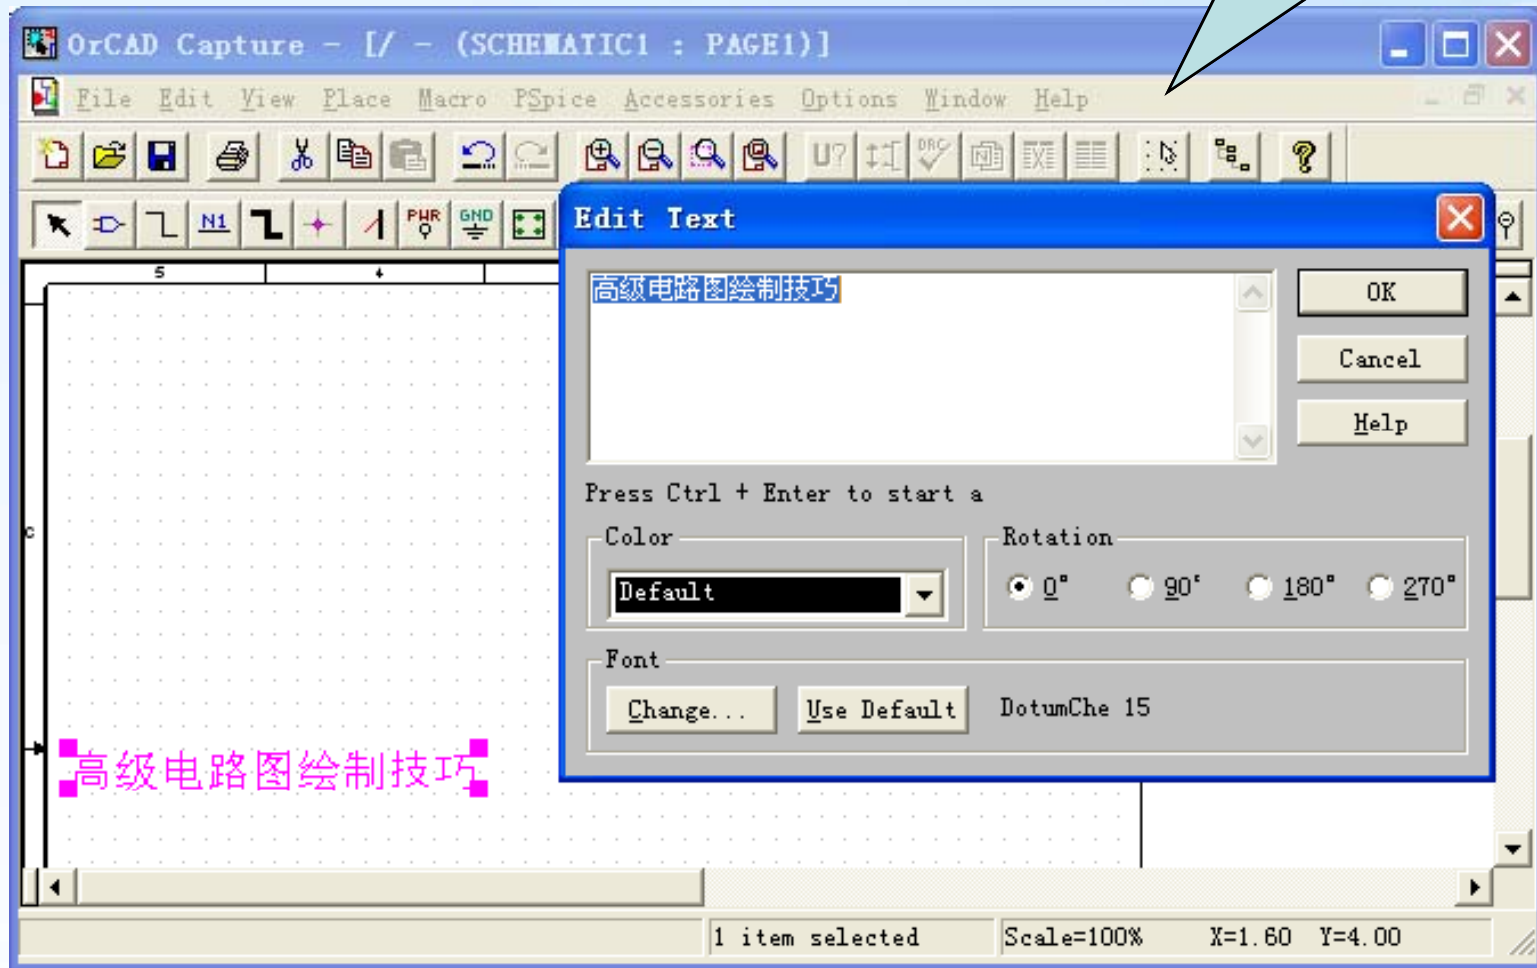 OrCAD Capture - [/ - (SCHEMATIC1 : PAGE1)]
File Edit View Place Macro PSpice Accessories Options Window Help
U? DRC
N1 PWR GND
Edit Text
5 4
高级电路图绘制技巧
OK
Cancel
Help
Press Ctrl + Enter to start a
C
Color
Rotation
Default
0° 90° 180° 270°
Font
Change... Use Default DotumChe 15
高级电路图绘制技巧
1 item selected Scale=100% X=1.60 Y=4.00